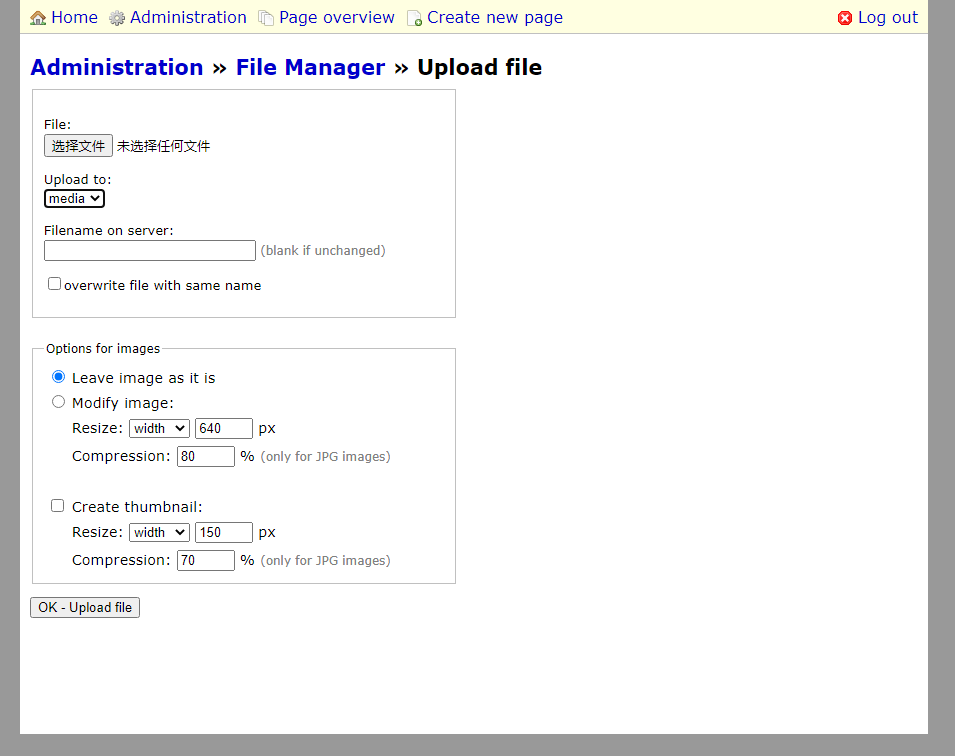 Home Administration Page overview Create new page Log out
Administration » File Manager » Upload file
File:
选择文件 未选择任何文件
Upload to:
media
Filename on server:
(blank if unchanged)
overwrite file with same name
Options for images
Leave image as it is
Modify image:
Resize: width 640 px
Compression: 80 % (only for JPG images)
Create thumbnail:
Resize: width 150 px
Compression: 70 % (only for JPG images)
OK - Upload file